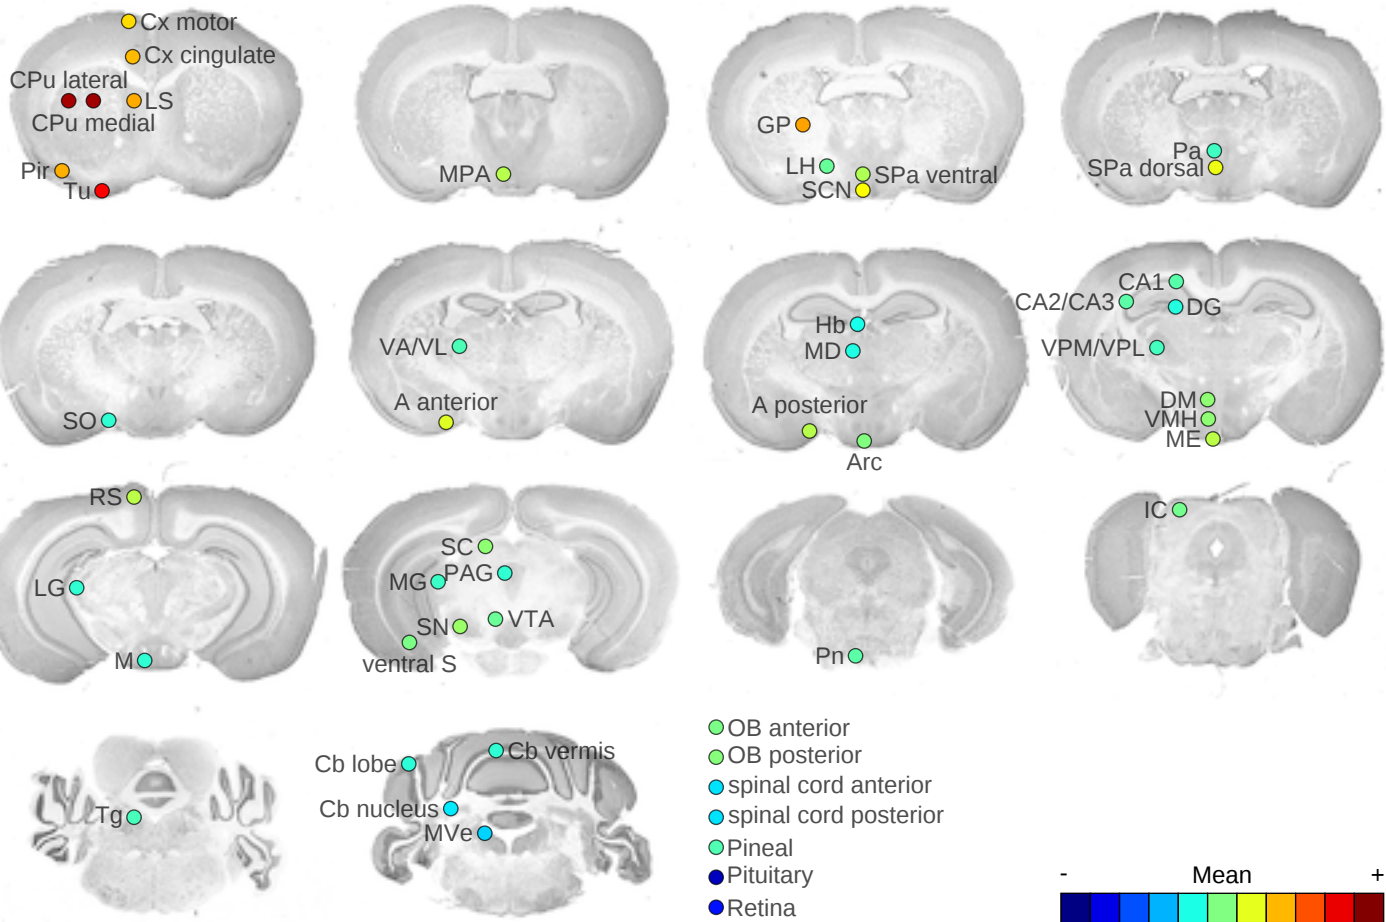 Cx motor
Cx cingulate
CPu lateral
LS
CPu medial
Pir
Tu
MPA
GP
LH
SPa ventral
SCN
Pa
SPa dorsal
SO
VA/VL
A anterior
Hb
MD
A posterior
Arc
CA1
CA2/CA3
DG
VPM/VPL
DM
VMH
ME
RS
LG
M
SC
MG
PAG
SN
VTA
ventral S
Pn
IC
Tg
Cb lobe
Cb vermis
Cb nucleus
MVe
OB anterior
OB posterior
spinal cord anterior
spinal cord posterior
Pineal
Pituitary
Retina
- Mean +